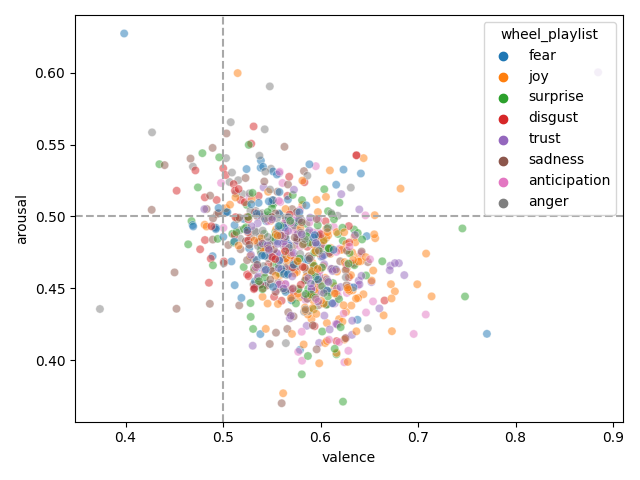 wheel_playlist
fear
joy
surprise
disgust
trust
sadness
anticipation
anger
0.60
0.55
0.50
0.45
0.40
arousal
0.4
0.5
0.6
0.7
0.8
0.9
valence